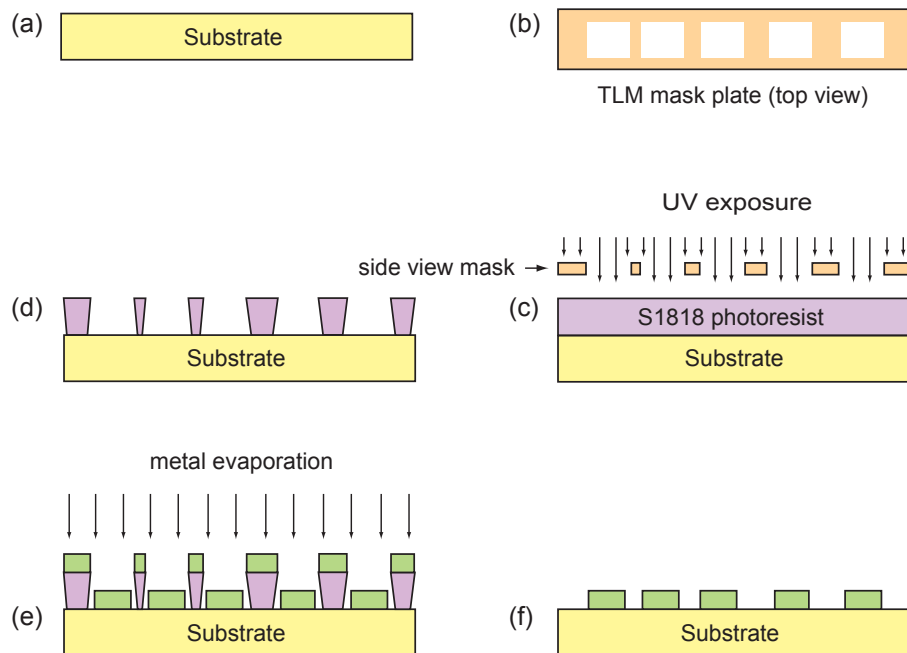 (a)
Substrate
(b)
TLM mask plate (top view)
UV exposure
side view mask
(d)
Substrate
(c)
S1818 photoresist
Substrate
metal evaporation
(e)
Substrate
(f)
Substrate